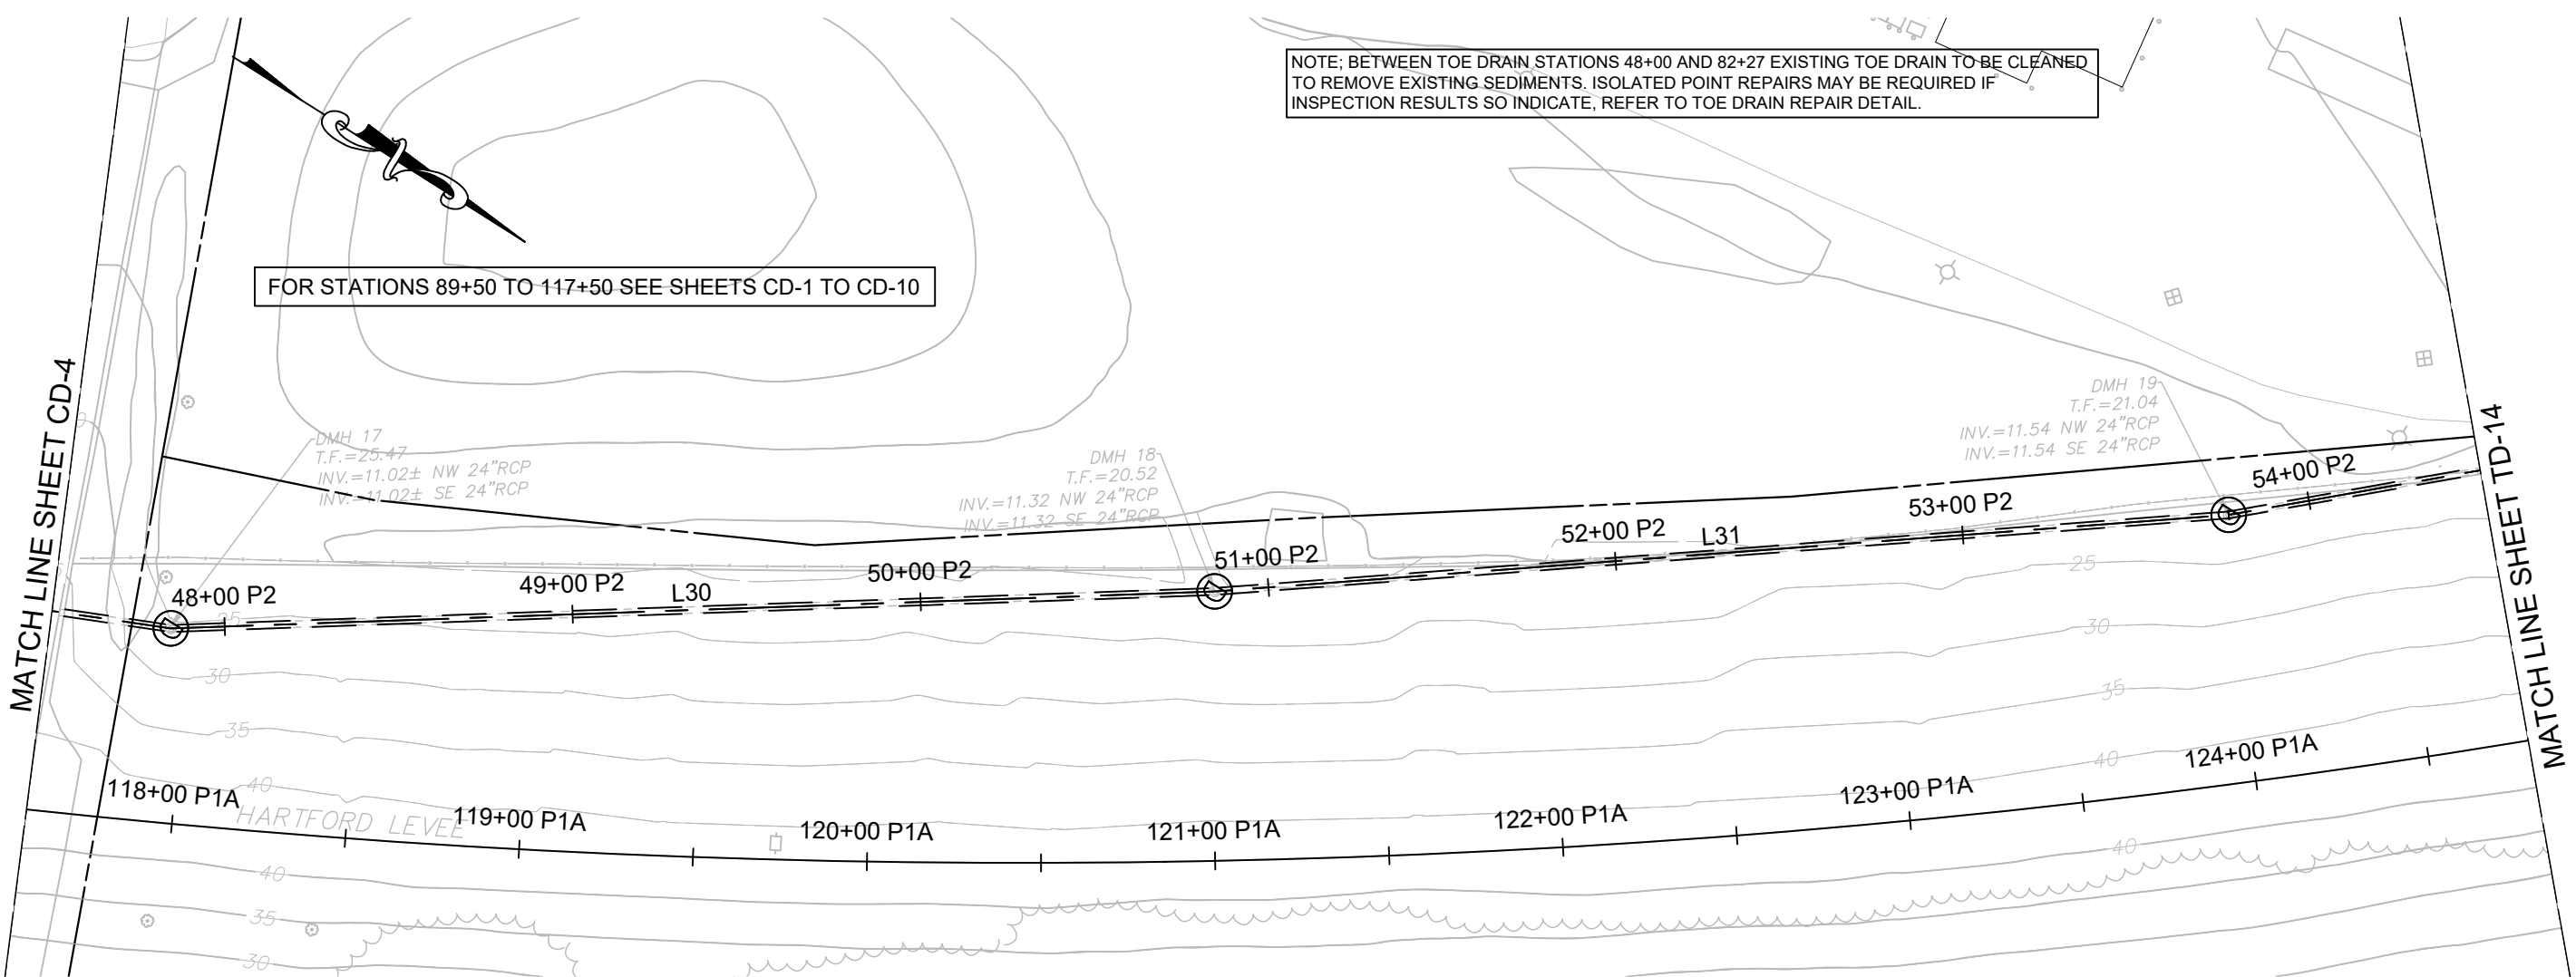 NOTE; BETWEEN TOE DRAIN STATIONS 48+00 AND 82+27 EXISTING TOE DRAIN TO BE CLEANED
TO REMOVE EXISTING SEDIMENTS. ISOLATED POINT REPAIRS MAY BE REQUIRED IF
INSPECTION RESULTS SO INDICATE, REFER TO TOE DRAIN REPAIR DETAIL.
FOR STATIONS 89+50 TO 117+50 SEE SHEETS CD-1 TO CD-10
MATCH LINE SHEET CD-4
MATCH LINE SHEET TD-14
DMH 17
T.F.=25.47
INV.=11.02± NW 24"RCP
INV.=11.02± SE 24"RCP
DMH 18
T.F.=20.52
INV.=11.32 NW 24"RCP
INV.=11.32 SE 24"RCP
DMH 19
T.F.=21.04
INV.=11.54 NW 24"RCP
INV.=11.54 SE 24"RCP
48+00 P2
49+00 P2
L30
50+00 P2
51+00 P2
52+00 P2
L31
53+00 P2
54+00 P2
25
30
35
40
25
30
35
40
118+00 P1A
HARTFORD LEVEE
119+00 P1A
120+00 P1A
121+00 P1A
122+00 P1A
123+00 P1A
124+00 P1A
40
35
30
40